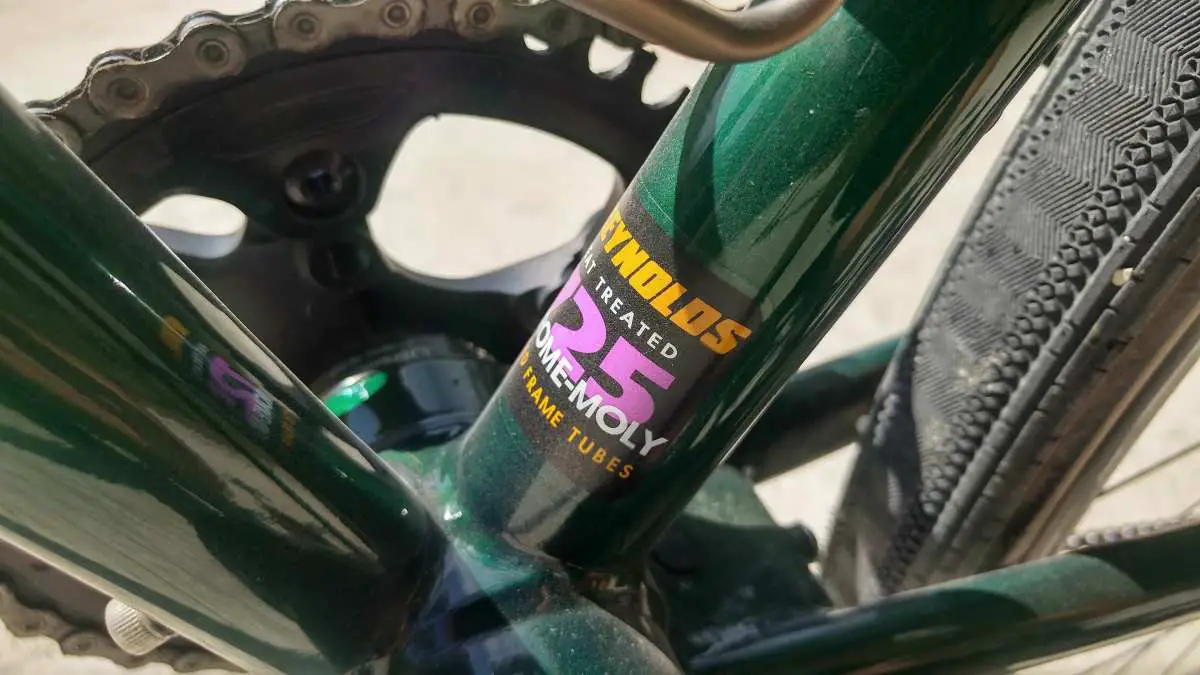 EYNOLDS
AT TREATED
25
OME-MOLY
D FRAME TUBES